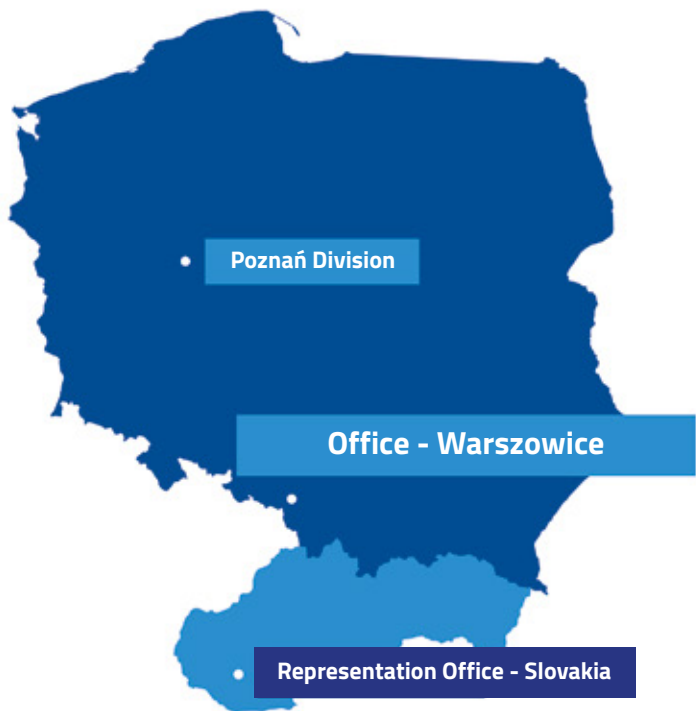 Poznań Division
Office - Warszowice
Representation Office - Slovakia